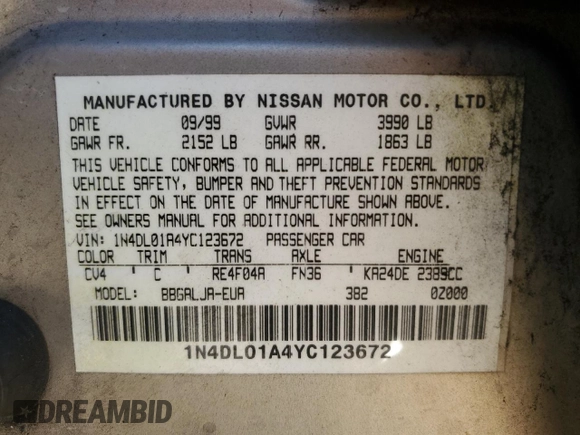 MANUFACTURED BY NISSAN MOTOR CO., LTD.
DATE 09/99 GVWR 3990 LB
GAWR FR. 2152 LB GAWR RR. 1863 LB
THIS VEHICLE CONFORMS TO ALL APPLICABLE FEDERAL MOTOR
VEHICLE SAFETY, BUMPER AND THEFT PREVENTION STANDARDS
IN EFFECT ON THE DATE OF MANUFACTURE SHOWN ABOVE.
SEE OWNERS MANUAL FOR ADDITIONAL INFORMATION.
VIN: 1N4DL01A4YC123672 PASSENGER CAR
COLOR TRIM TRANS AXLE ENGINE
CV4 C RE4F04A FN36 KA24DE 2389CC
MODEL: BBGALJA-EUA 382 0Z000
1N4DL01A4YC123672
DREAMBID